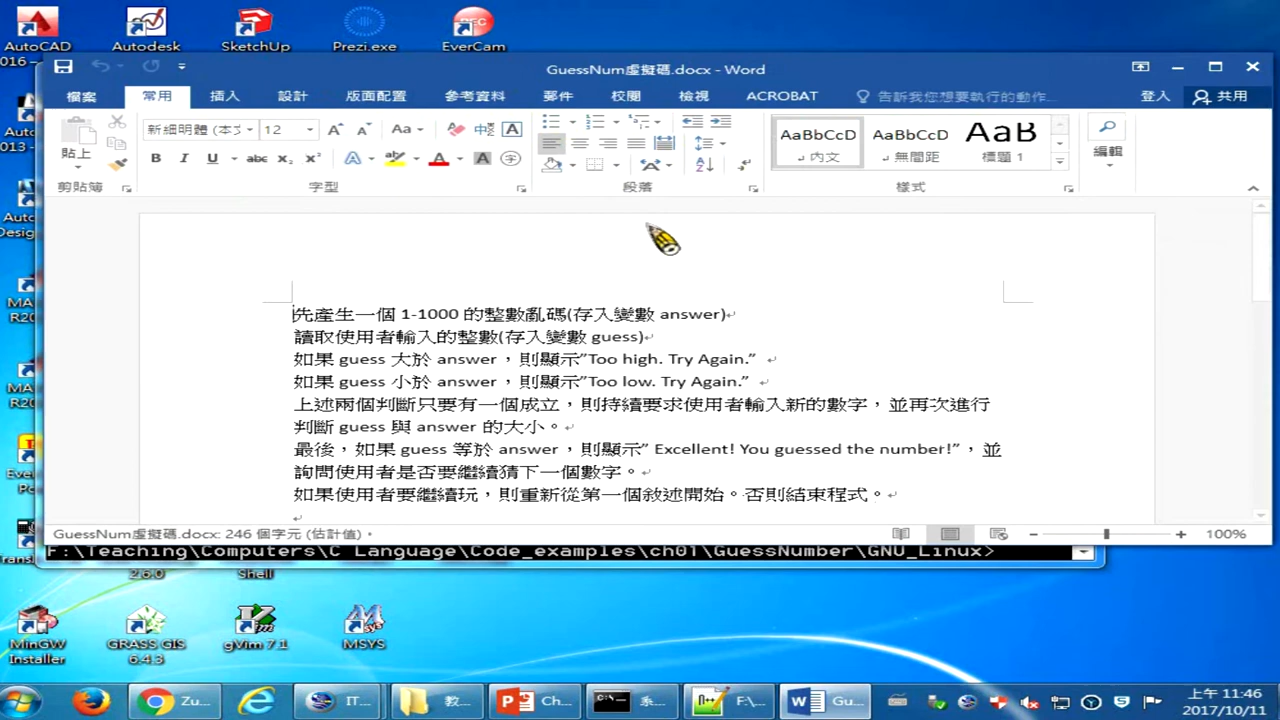 AutoCAD
Autodesk
SketchUp
Prezi.exe
EverCam
GuessNum虛擬碼.docx - Word
檔案
常用
插入
設計
版面配置
參考資料
郵件
校閱
檢視
ACROBAT
告訴我您想要執行的動作...
登入
共用
貼上
新細明體 (本文
12
AaBbCcD
AaBbCcD
AaB
內文
無間距
標題 1
編輯
剪貼簿
字型
段落
樣式
先產生一個 1-1000 的整數亂碼(存入變數 answer)
讀取使用者輸入的整數(存入變數 guess)
如果 guess 大於 answer，則顯示”Too high. Try Again.”
如果 guess 小於 answer，則顯示”Too low. Try Again.”
上述兩個判斷只要有一個成立，則持續要求使用者輸入新的數字，並再次進行
判斷 guess 與 answer 的大小。
最後，如果 guess 等於 answer，則顯示” Excellent! You guessed the number!”，並
詢問使用者是否要繼續猜下一個數字。
如果使用者要繼續玩，則重新從第一個敘述開始。否則結束程式。
GuessNum虛擬碼.docx: 246 個字元 (估計值)
100%
F:\Teaching\Computers\C Language\Code_examples\ch01\GuessNumber\GNU_Linux>
2.6.0
Shell
MinGW Installer
GRASS GIS 6.4.3
gVim 7.1
MSYS
Zu...
IT...
教...
Ch...
系...
F:\...
Gu...
上午 11:46
2017/10/11